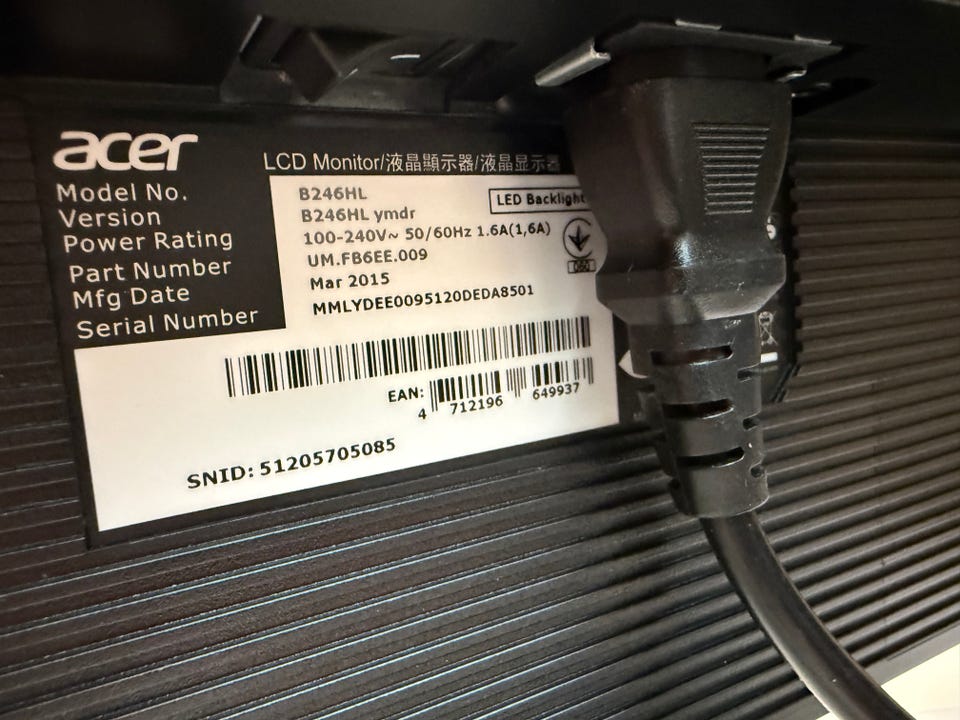 acer
LCD Monitor/液晶顯示器/液晶显示器
Model No. B246HL
Version B246HL ymdr
Power Rating 100-240V~ 50/60Hz 1.6A(1,6A)
Part Number UM.FB6EE.009
Mfg Date Mar 2015
Serial Number MMLYDEE0095120DEDA8501
LED Backlight
EAN:
4 712196 649937
SNID: 51205705085